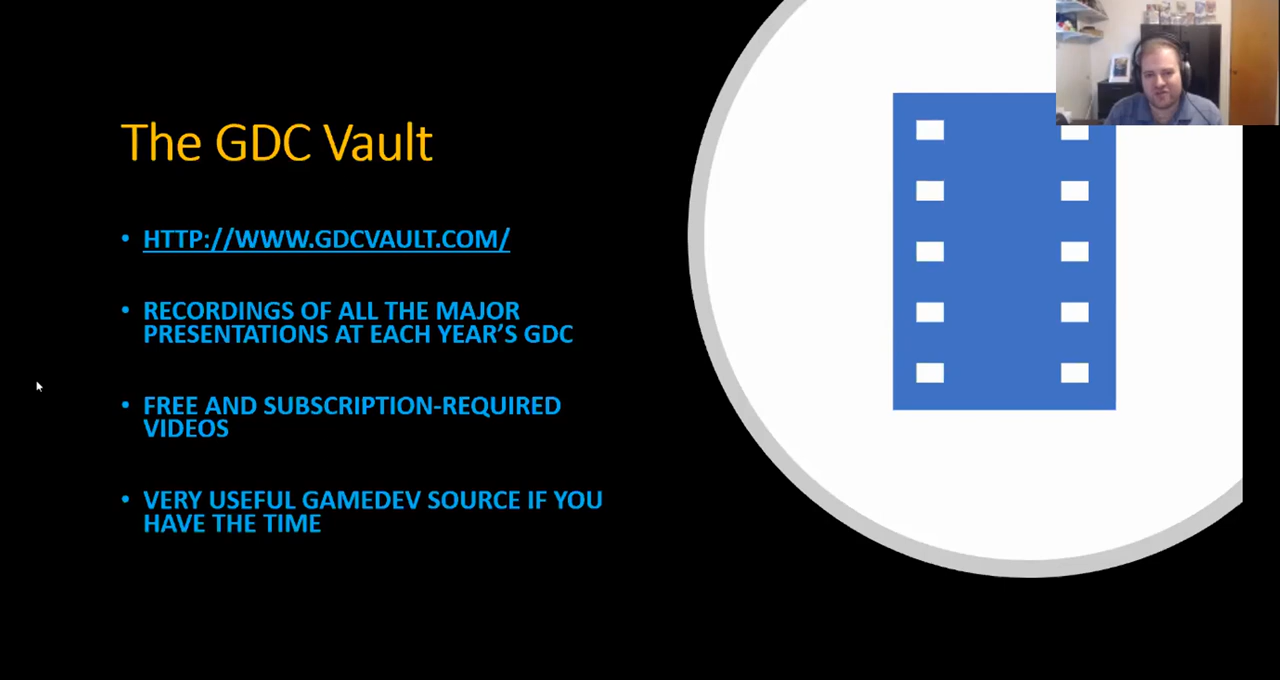 The GDC Vault
• HTTP://WWW.GDCVAULT.COM/
• RECORDINGS OF ALL THE MAJOR
PRESENTATIONS AT EACH YEAR’S GDC
• FREE AND SUBSCRIPTION-REQUIRED
VIDEOS
• VERY USEFUL GAMEDEV SOURCE IF YOU
HAVE THE TIME